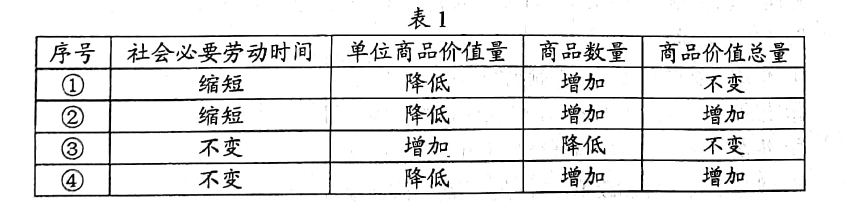 表1
序号 社会必要劳动时间 单位商品价值量 商品数量 商品价值总量
① 缩短 降低 增加 不变
② 缩短 降低 增加 增加
③ 不变 增加 降低 不变
④ 不变 降低 增加 增加